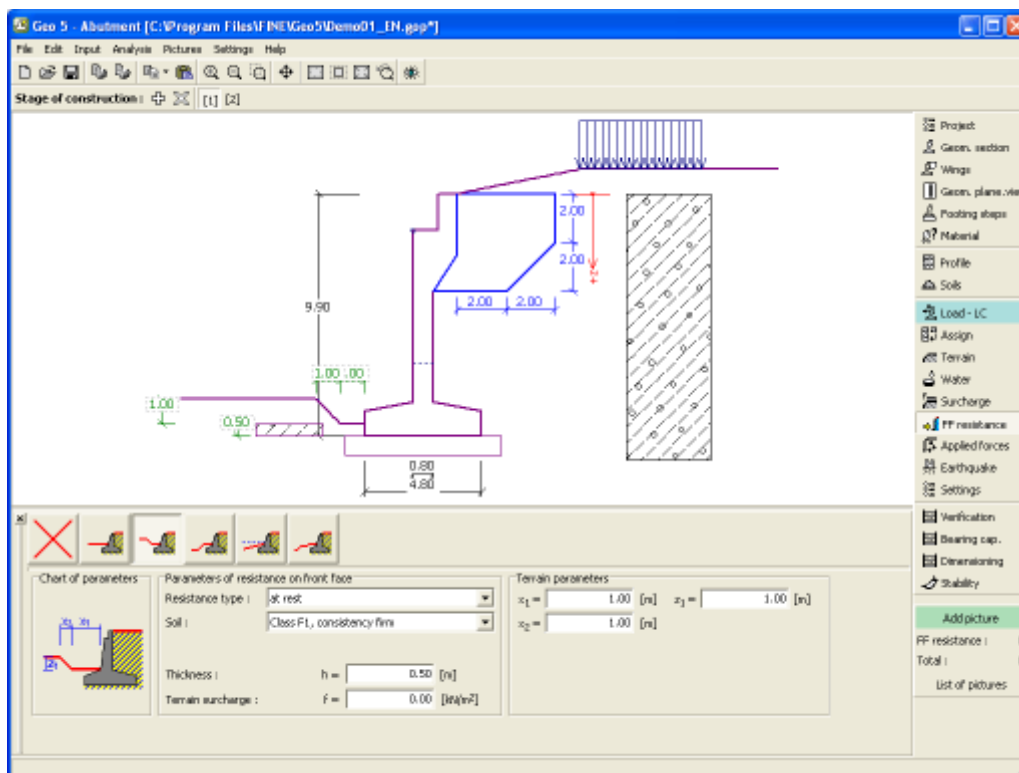 Geo 5 - Abutment [C:\Program Files\FINE\Geo5\Demo01_EN.gop*]
File Edit Input Analysis Pictures Settings Help
Stage of construction : [1] [2]
2.00
2.00
+z
2.00 2.00
9.90
1.00 .00
1.00
0.50
0.80
4.80
Project
Geom. section
Wings
Geom. plane.vie
Footing steps
Material
Profile
Soils
Load - LC
Assign
Terrain
Water
Surcharge
FF resistance
Applied forces
Earthquake
Settings
Verification
Bearing cap.
Dimensioning
Stability
Add picture
FF resistance :
Total :
List of pictures
Chart of parameters
Parameters of resistance on front face
Resistance type : at rest
Soil : Class F1, consistency firm
Thickness : h = 0.50 [m]
Terrain surcharge : f = 0.00 [kN/m²]
Terrain parameters
x₁ = 1.00 [m] z₁ = 1.00 [m]
x₂ = 1.00 [m]